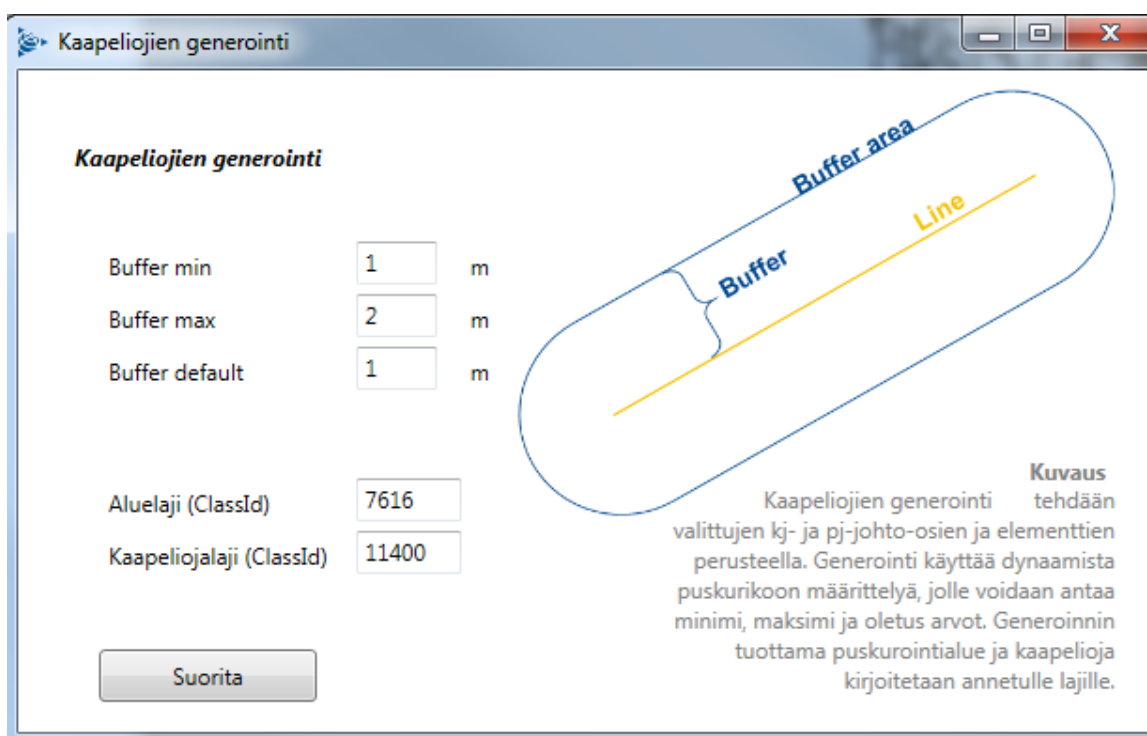 Kaapeliojien generointi
Kaapeliojien generointi
Buffer area
Line
Buffer
Buffer min 1 m
Buffer max 2 m
Buffer default 1 m
Aluelaji (ClassId) 7616
Kaapeliojalaji (ClassId) 11400
Suorita
Kuvaus
Kaapeliojien generointi tehdään
valittujen kj- ja pj-johto-osien ja elementtien
perusteella. Generointi käyttää dynaamista
puskurikoon määrittelyä, jolle voidaan antaa
minimi, maksimi ja oletus arvot. Generoinnin
tuottama puskurointialue ja kaapelioja
kirjoitetaan annetulle lajille.